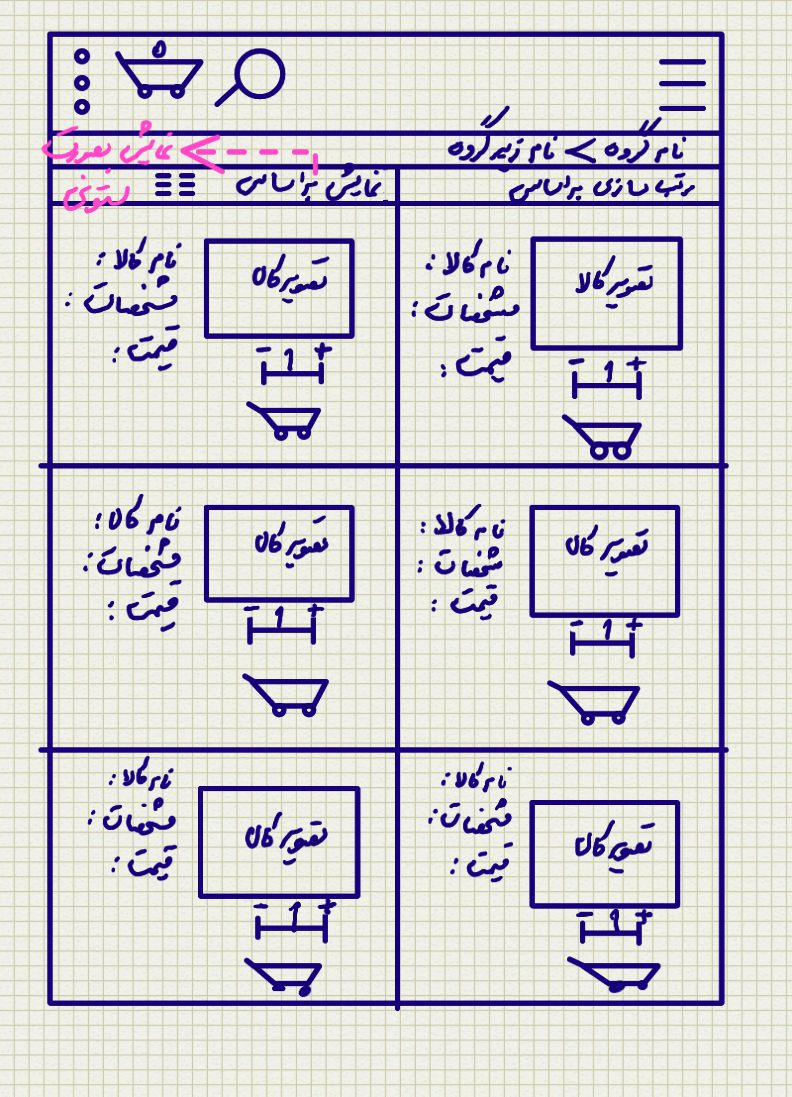 0
نام گروه > نام زیرگروه
نمایش بصورت
ستونی
مرتب سازی براساس
نمایش براساس
تصویر کالا
نام کالا :
مشخصات :
قیمت :
- 1 +
تصویر کالا
نام کالا :
مشخصات :
قیمت :
- 1 +
تصویر کالا
نام کالا :
مشخصات :
قیمت :
- 1 +
تصویر کالا
نام کالا :
مشخصات :
قیمت :
- 1 +
تصویر کالا
نام کالا :
مشخصات :
قیمت :
- 1 +
تصویر کالا
نام کالا :
مشخصات :
قیمت :
- 1 +